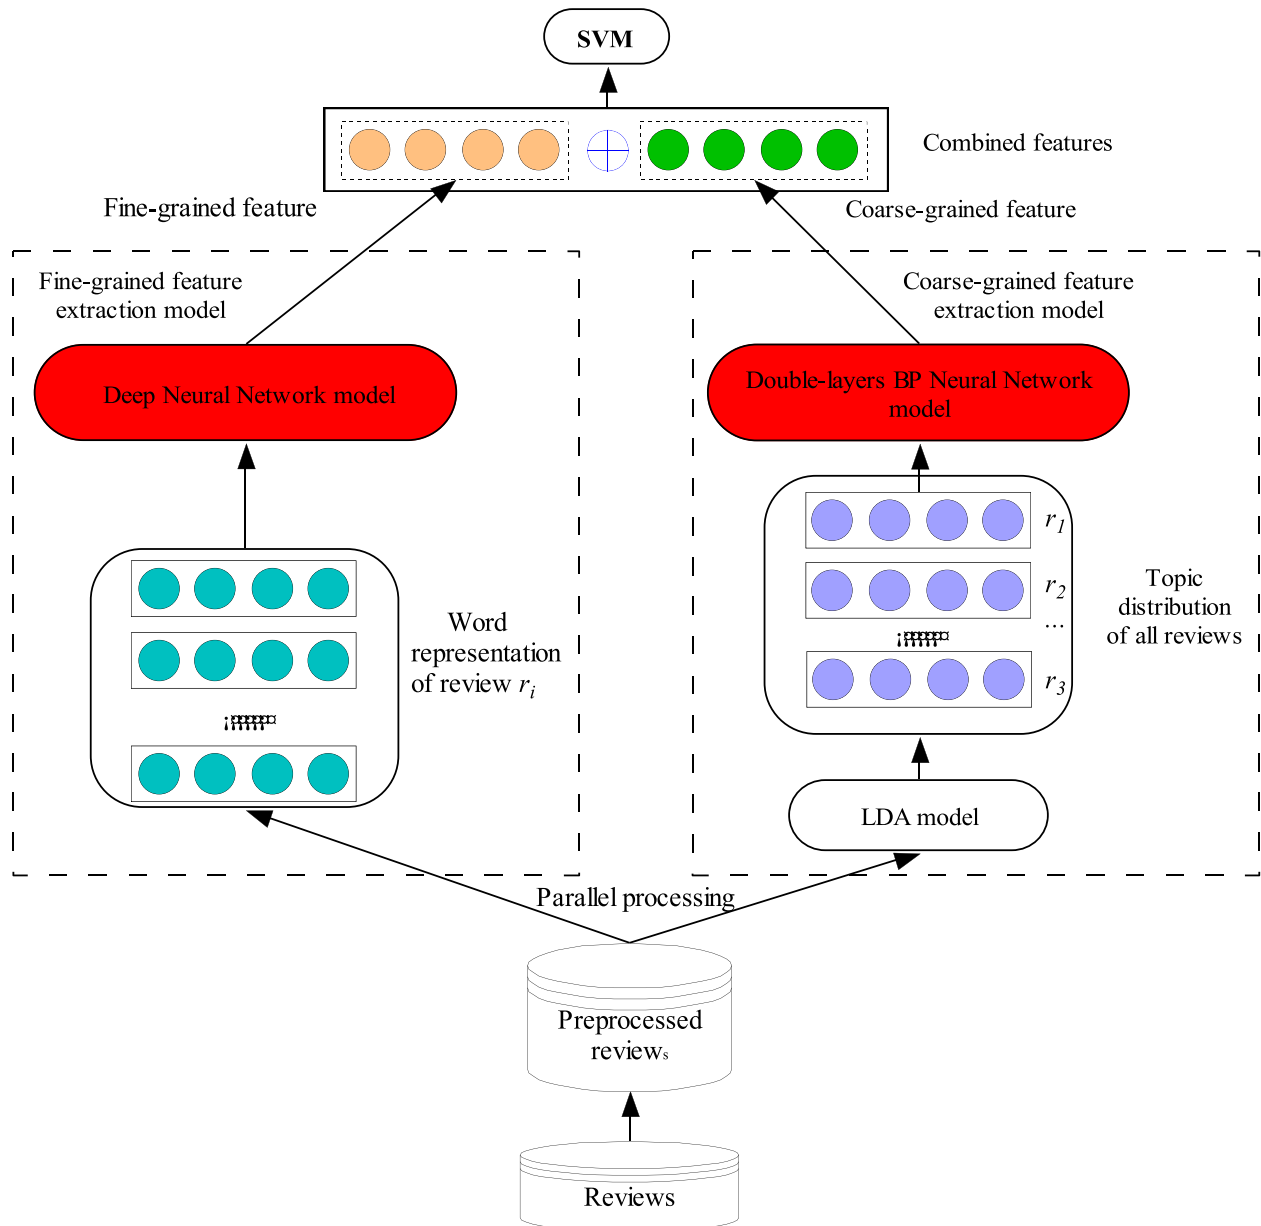 SVM
Combined features
Fine-grained feature
Coarse-grained feature
Fine-grained feature
extraction model
Coarse-grained feature
extraction model
Deep Neural Network model
Double-layers BP Neural Network
model
r1
r2
...
r3
Topic
distribution
of all reviews
Word
representation
of review ri
LDA model
Parallel processing
Preprocessed
reviews
Reviews